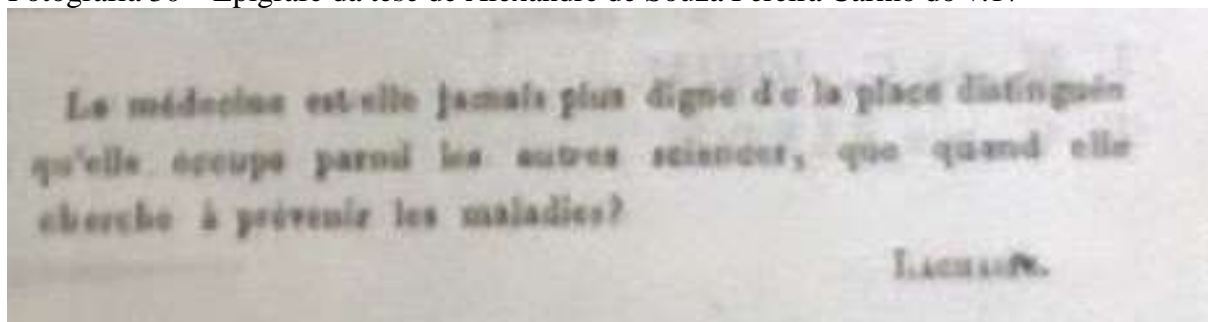 La médecine est-elle jamais plus digne de la place distinguée
qu'elle occupe parmi les autres sciences, que quand elle
cherche à prévenir les maladies?